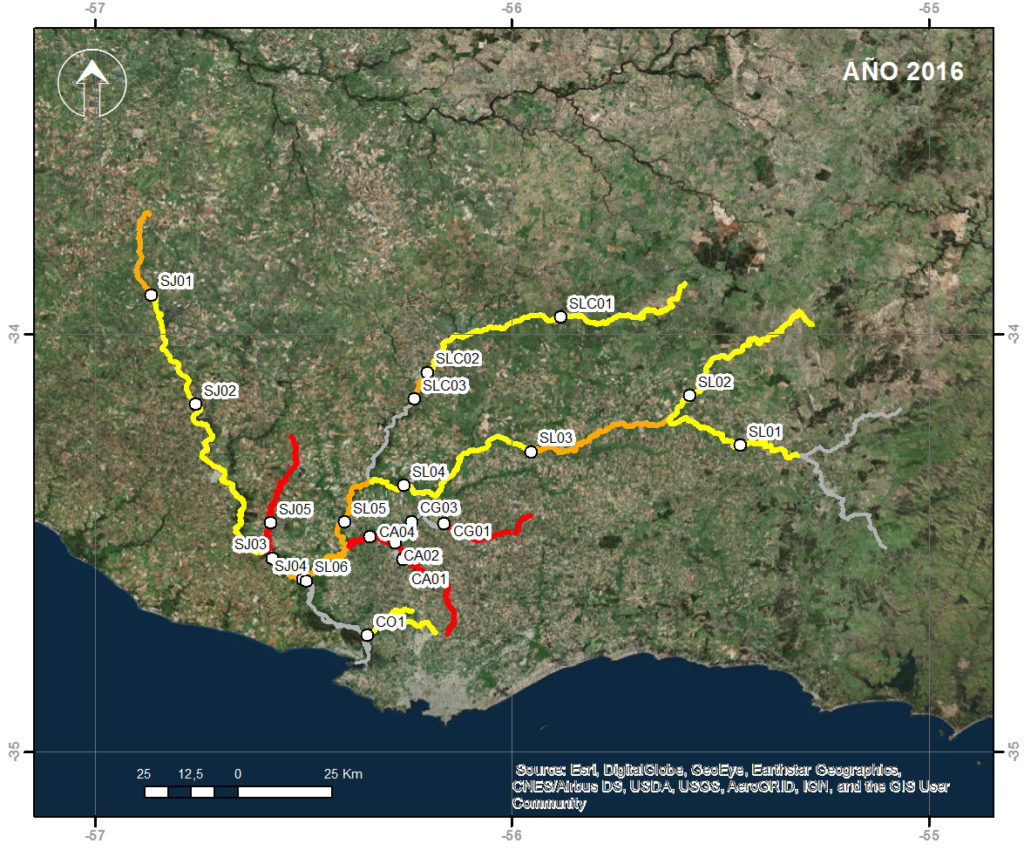 -57
-56
-55
AÑO 2016
SJ01
SLC01
-34
-34
SLC02
SL02
SLC03
SJ02
SL03
SL01
SL04
SJ05
SL05
CG03
CG01
CA04
SJ03
CA02
SJ04
SL06
CA01
CO1
-35
-35
25 12,5 0 25 Km
Source: Esri, DigitalGlobe, GeoEye, Earthstar Geographics,
CNES/Airbus DS, USDA, USGS, AeroGRID, IGN, and the GIS User
Community
-57
-56
-55